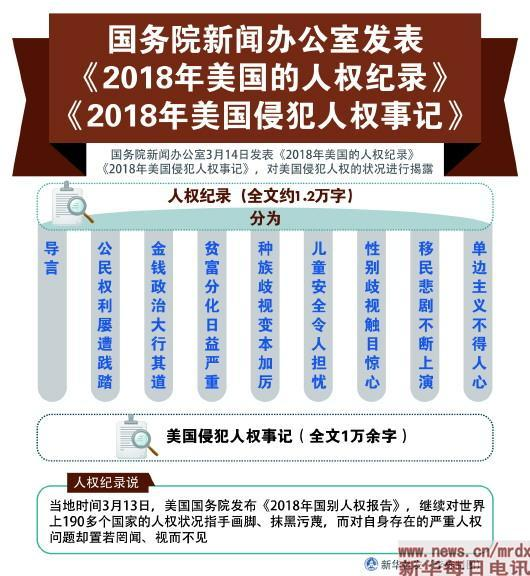 国务院新闻办公室发表
《2018年美国的人权纪录》
《2018年美国侵犯人权事记》
国务院新闻办公室3月14日发表《2018年美国的人权纪录》
《2018年美国侵犯人权事记》，对美国侵犯人权的状况进行揭露
人权纪录（全文约1.2万字）
分为
导言
公民权利屡遭践踏
金钱政治大行其道
贫富分化日益严重
种族歧视变本加厉
儿童安全令人担忧
性别歧视触目惊心
移民悲剧不断上演
单边主义不得人心
美国侵犯人权事记（全文1万余字）
人权纪录说
当地时间3月13日，美国国务院发布《2018年国别人权报告》，继续对世界
上190多个国家的人权状况指手画脚、抹黑污蔑，而对自身存在的严重人权
问题却置若罔闻、视而不见
www.news.cn/mrdx
新华每日电讯